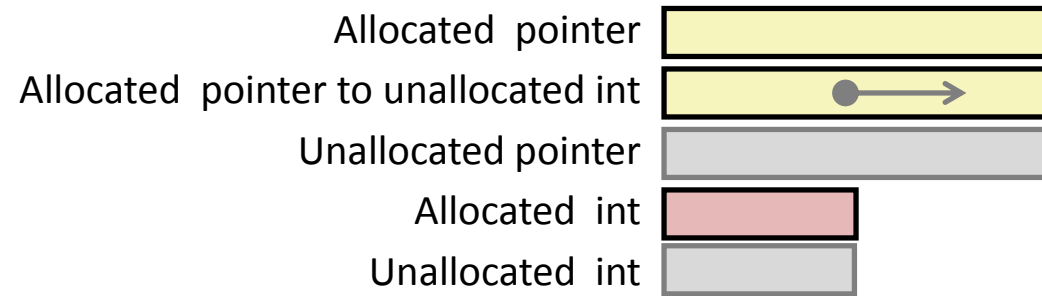 Allocated pointer
Allocated pointer to unallocated int
Unallocated pointer
Allocated int
Unallocated int